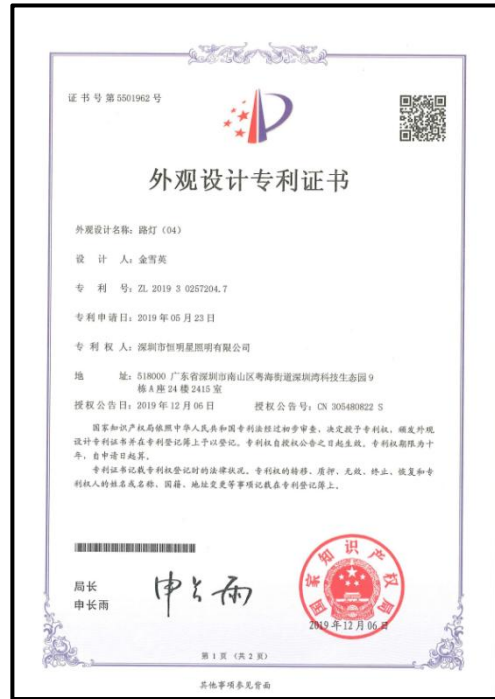 证书号第5501962号
外观设计专利证书
外观设计名称：路灯（04）
设计人：金雪英
专利号：ZL 2019 3 0257204.7
专利申请日：2019年05月23日
专利权人：深圳市恒明星照明有限公司
地址：518000 广东省深圳市南山区粤海街道深圳湾科技生态园9
栋A座24楼2415室
授权公告日：2019年12月06日 授权公告号：CN 305480822 S
国家知识产权局依照中华人民共和国专利法经过初步审查，决定授予专利权，颁发外观
设计专利证书并在专利登记簿上予以登记。专利权自授权公告之日起生效。专利权期限为十
年，自申请日起算。
专利证书记载专利权登记时的法律状况。专利权的转移、质押、无效、终止、恢复和专
利权人的姓名或名称、国籍、地址变更等事项记载在专利登记簿上。
局长
申长雨
申长雨
国家知识产权局
2019年12月06日
第1页（共2页）
其他事项参见背面